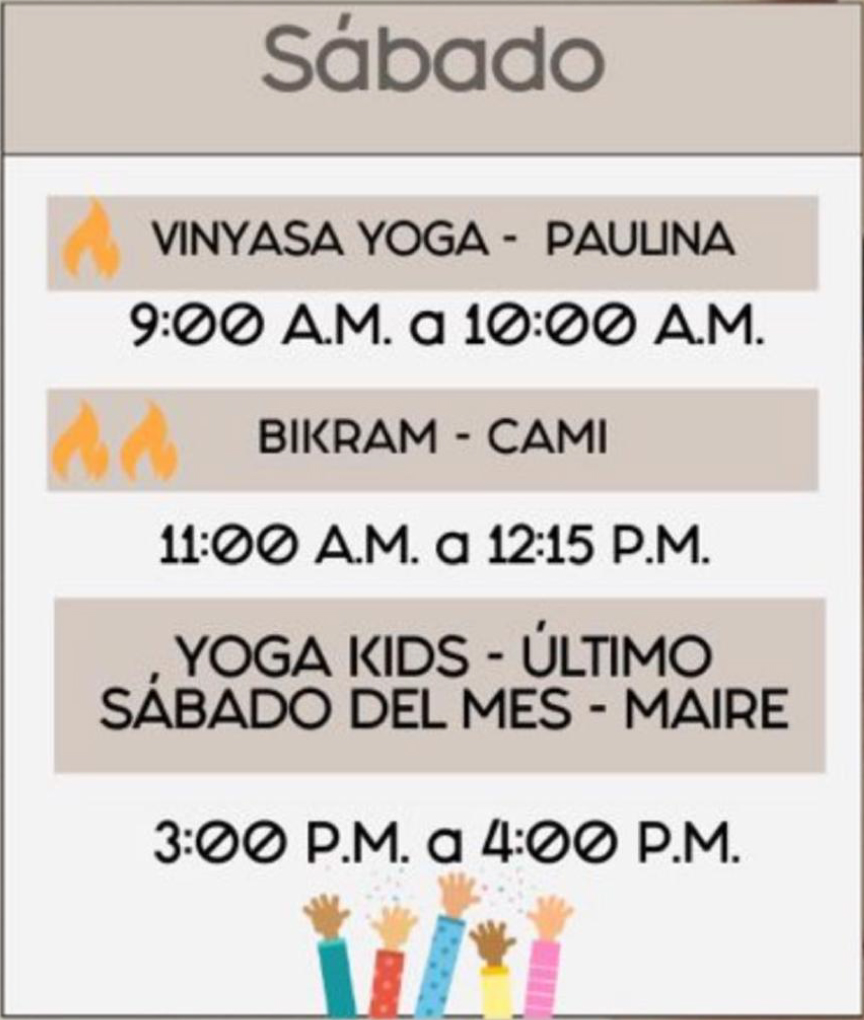 Sábado
VINYASA YOGA - PAULINA
9:00 A.M. a 10:00 A.M.
BIKRAM - CAMI
11:00 A.M. a 12:15 P.M.
YOGA KIDS - ÚLTIMO
SÁBADO DEL MES - MAIRE
3:00 P.M. a 4:00 P.M.